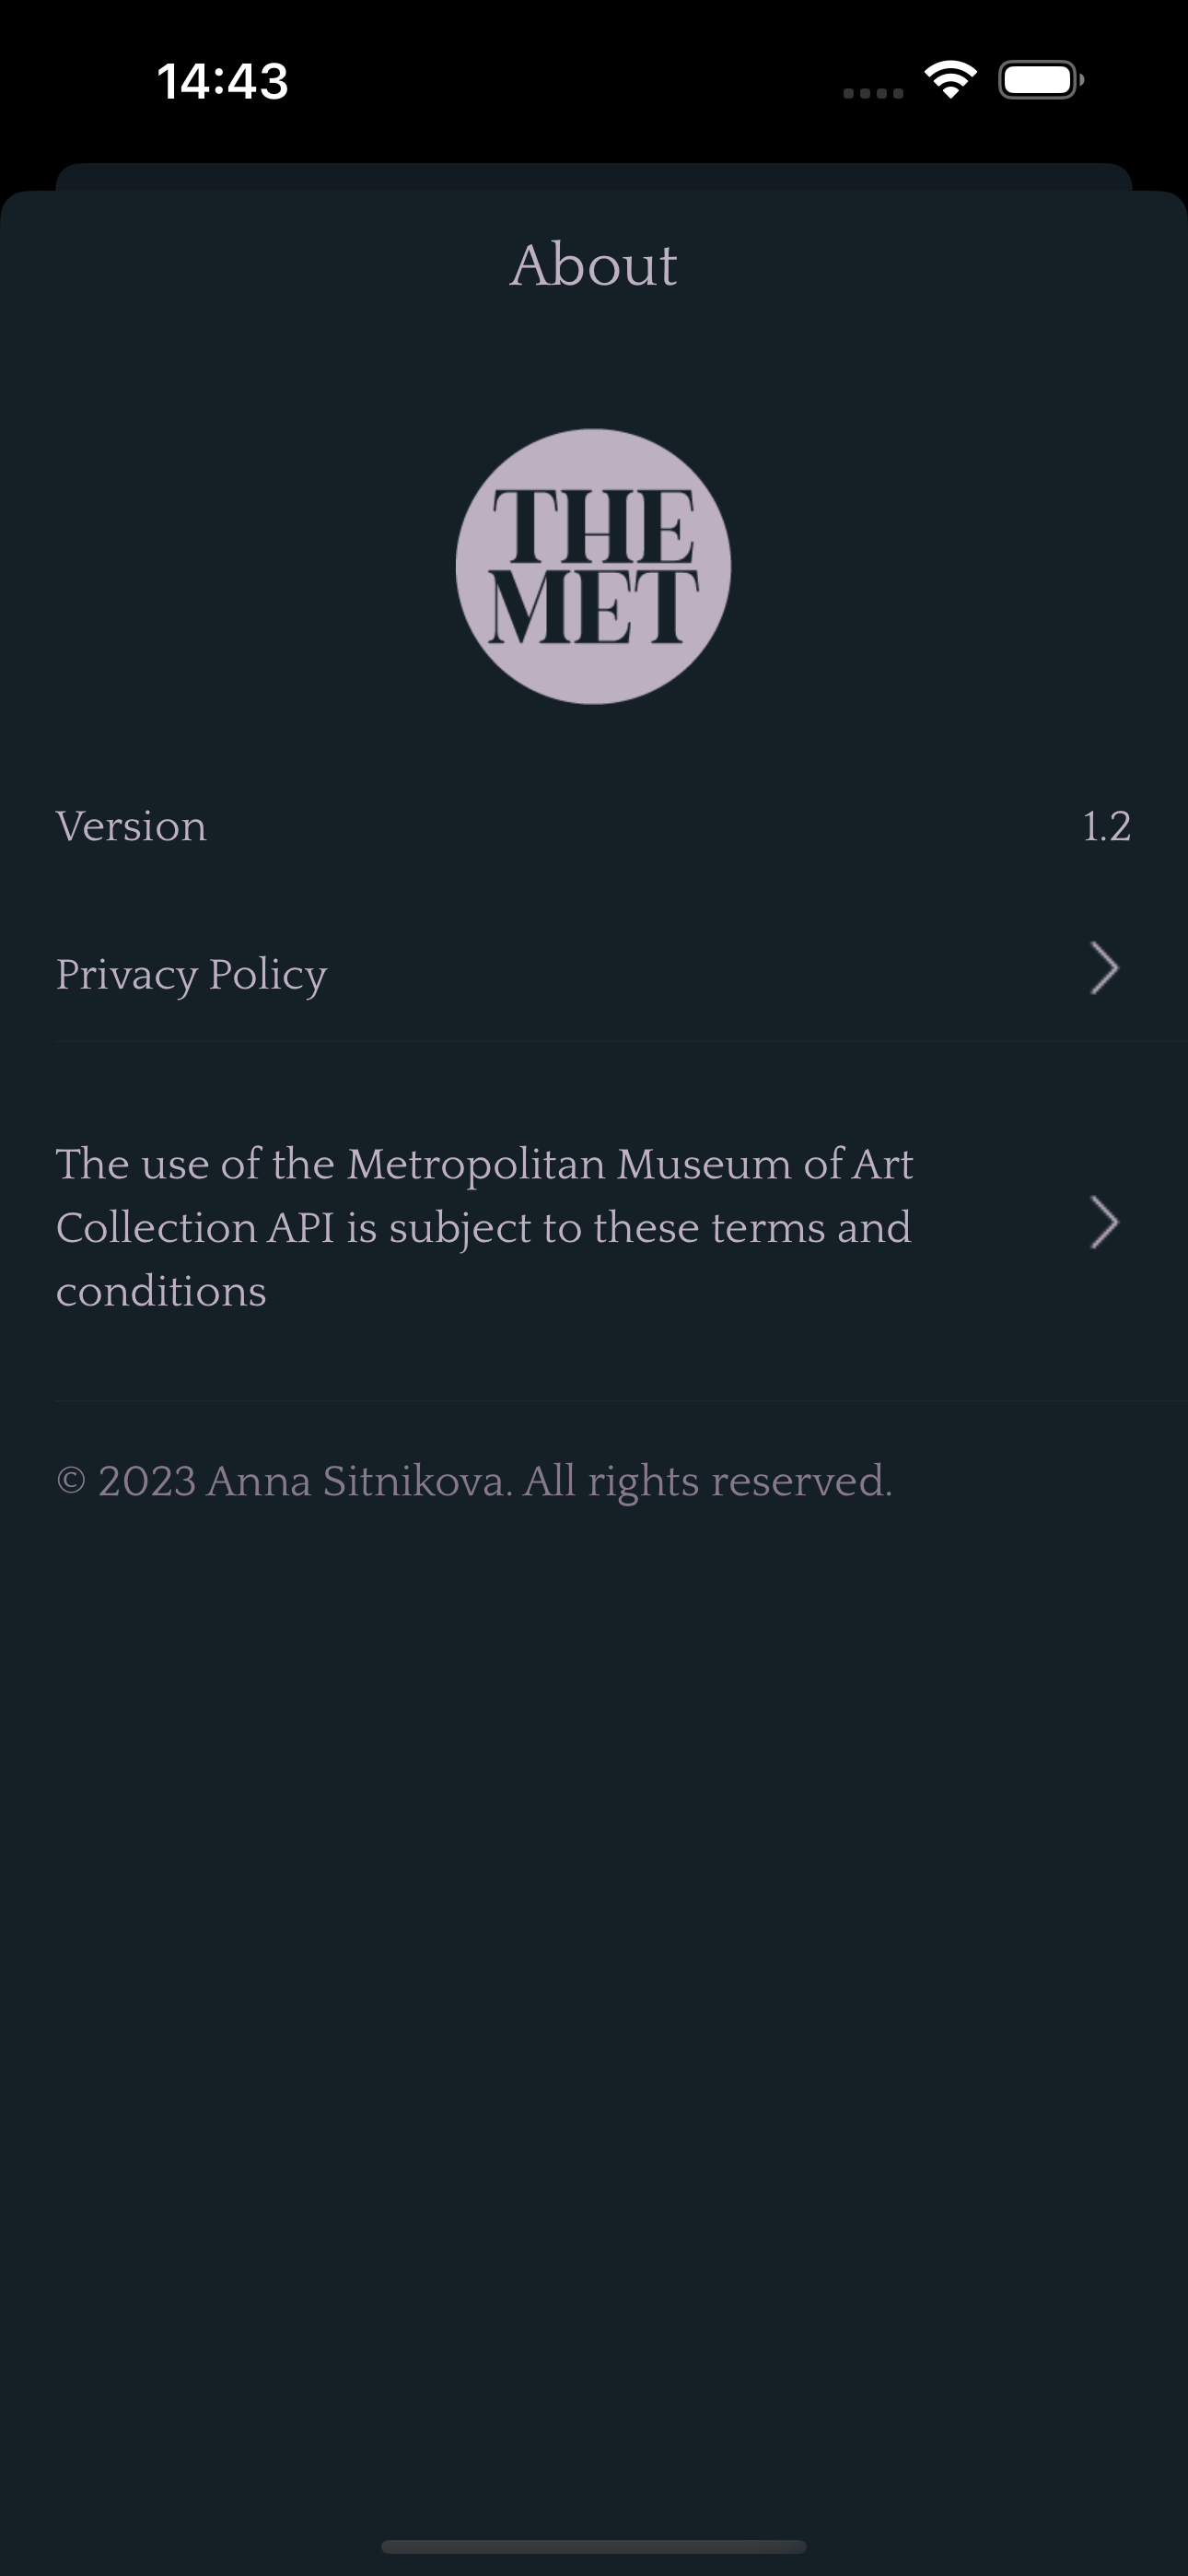 14:43
About
THE
MET
Version 1.2
Privacy Policy
The use of the Metropolitan Museum of Art
Collection API is subject to these terms and
conditions
© 2023 Anna Sitnikova. All rights reserved.